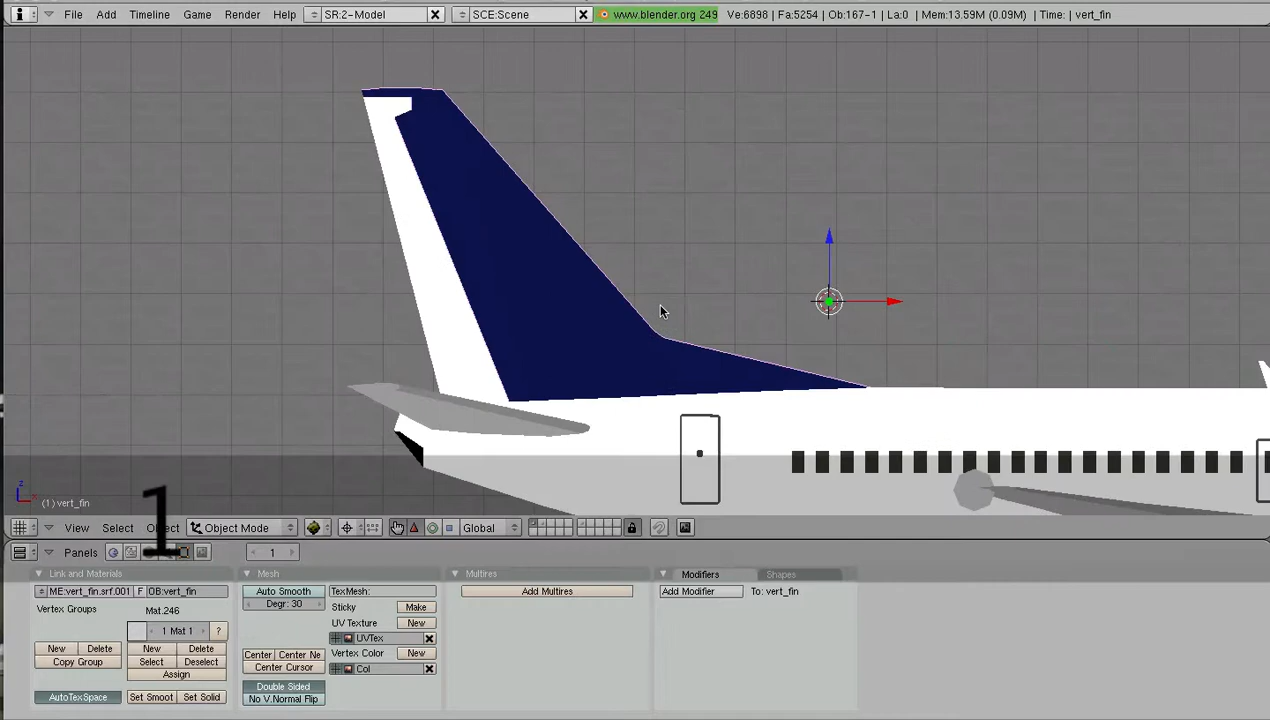 File Add Timeline Game Render Help SR:2-Model SCE:Scene www.blender.org 249 Ve:6898 | Fa:5254 | Ob:167-1 | La:0 | Mem:13.59M (0.09M) | Time: | vert_fin
z
x
(1) vert_fin
1
View Select Object Object Mode Global
Panels 1
Link and Materials Mesh Multires Modifiers Shapes
ME:vert_fin.srf.001 F OB:vert_fin Auto Smooth TexMesh: Add Multires Add Modifier To: vert_fin
Vertex Groups Mat.246 Degr: 30 Sticky Make
1 Mat 1 ? UV Texture New
UVTex
New Delete New Delete Center Center Ne Vertex Color New
Copy Group Select Deselect Center Cursor Col
Assign
Double Sided
AutoTexSpace Set Smoot Set Solid No V.Normal Flip